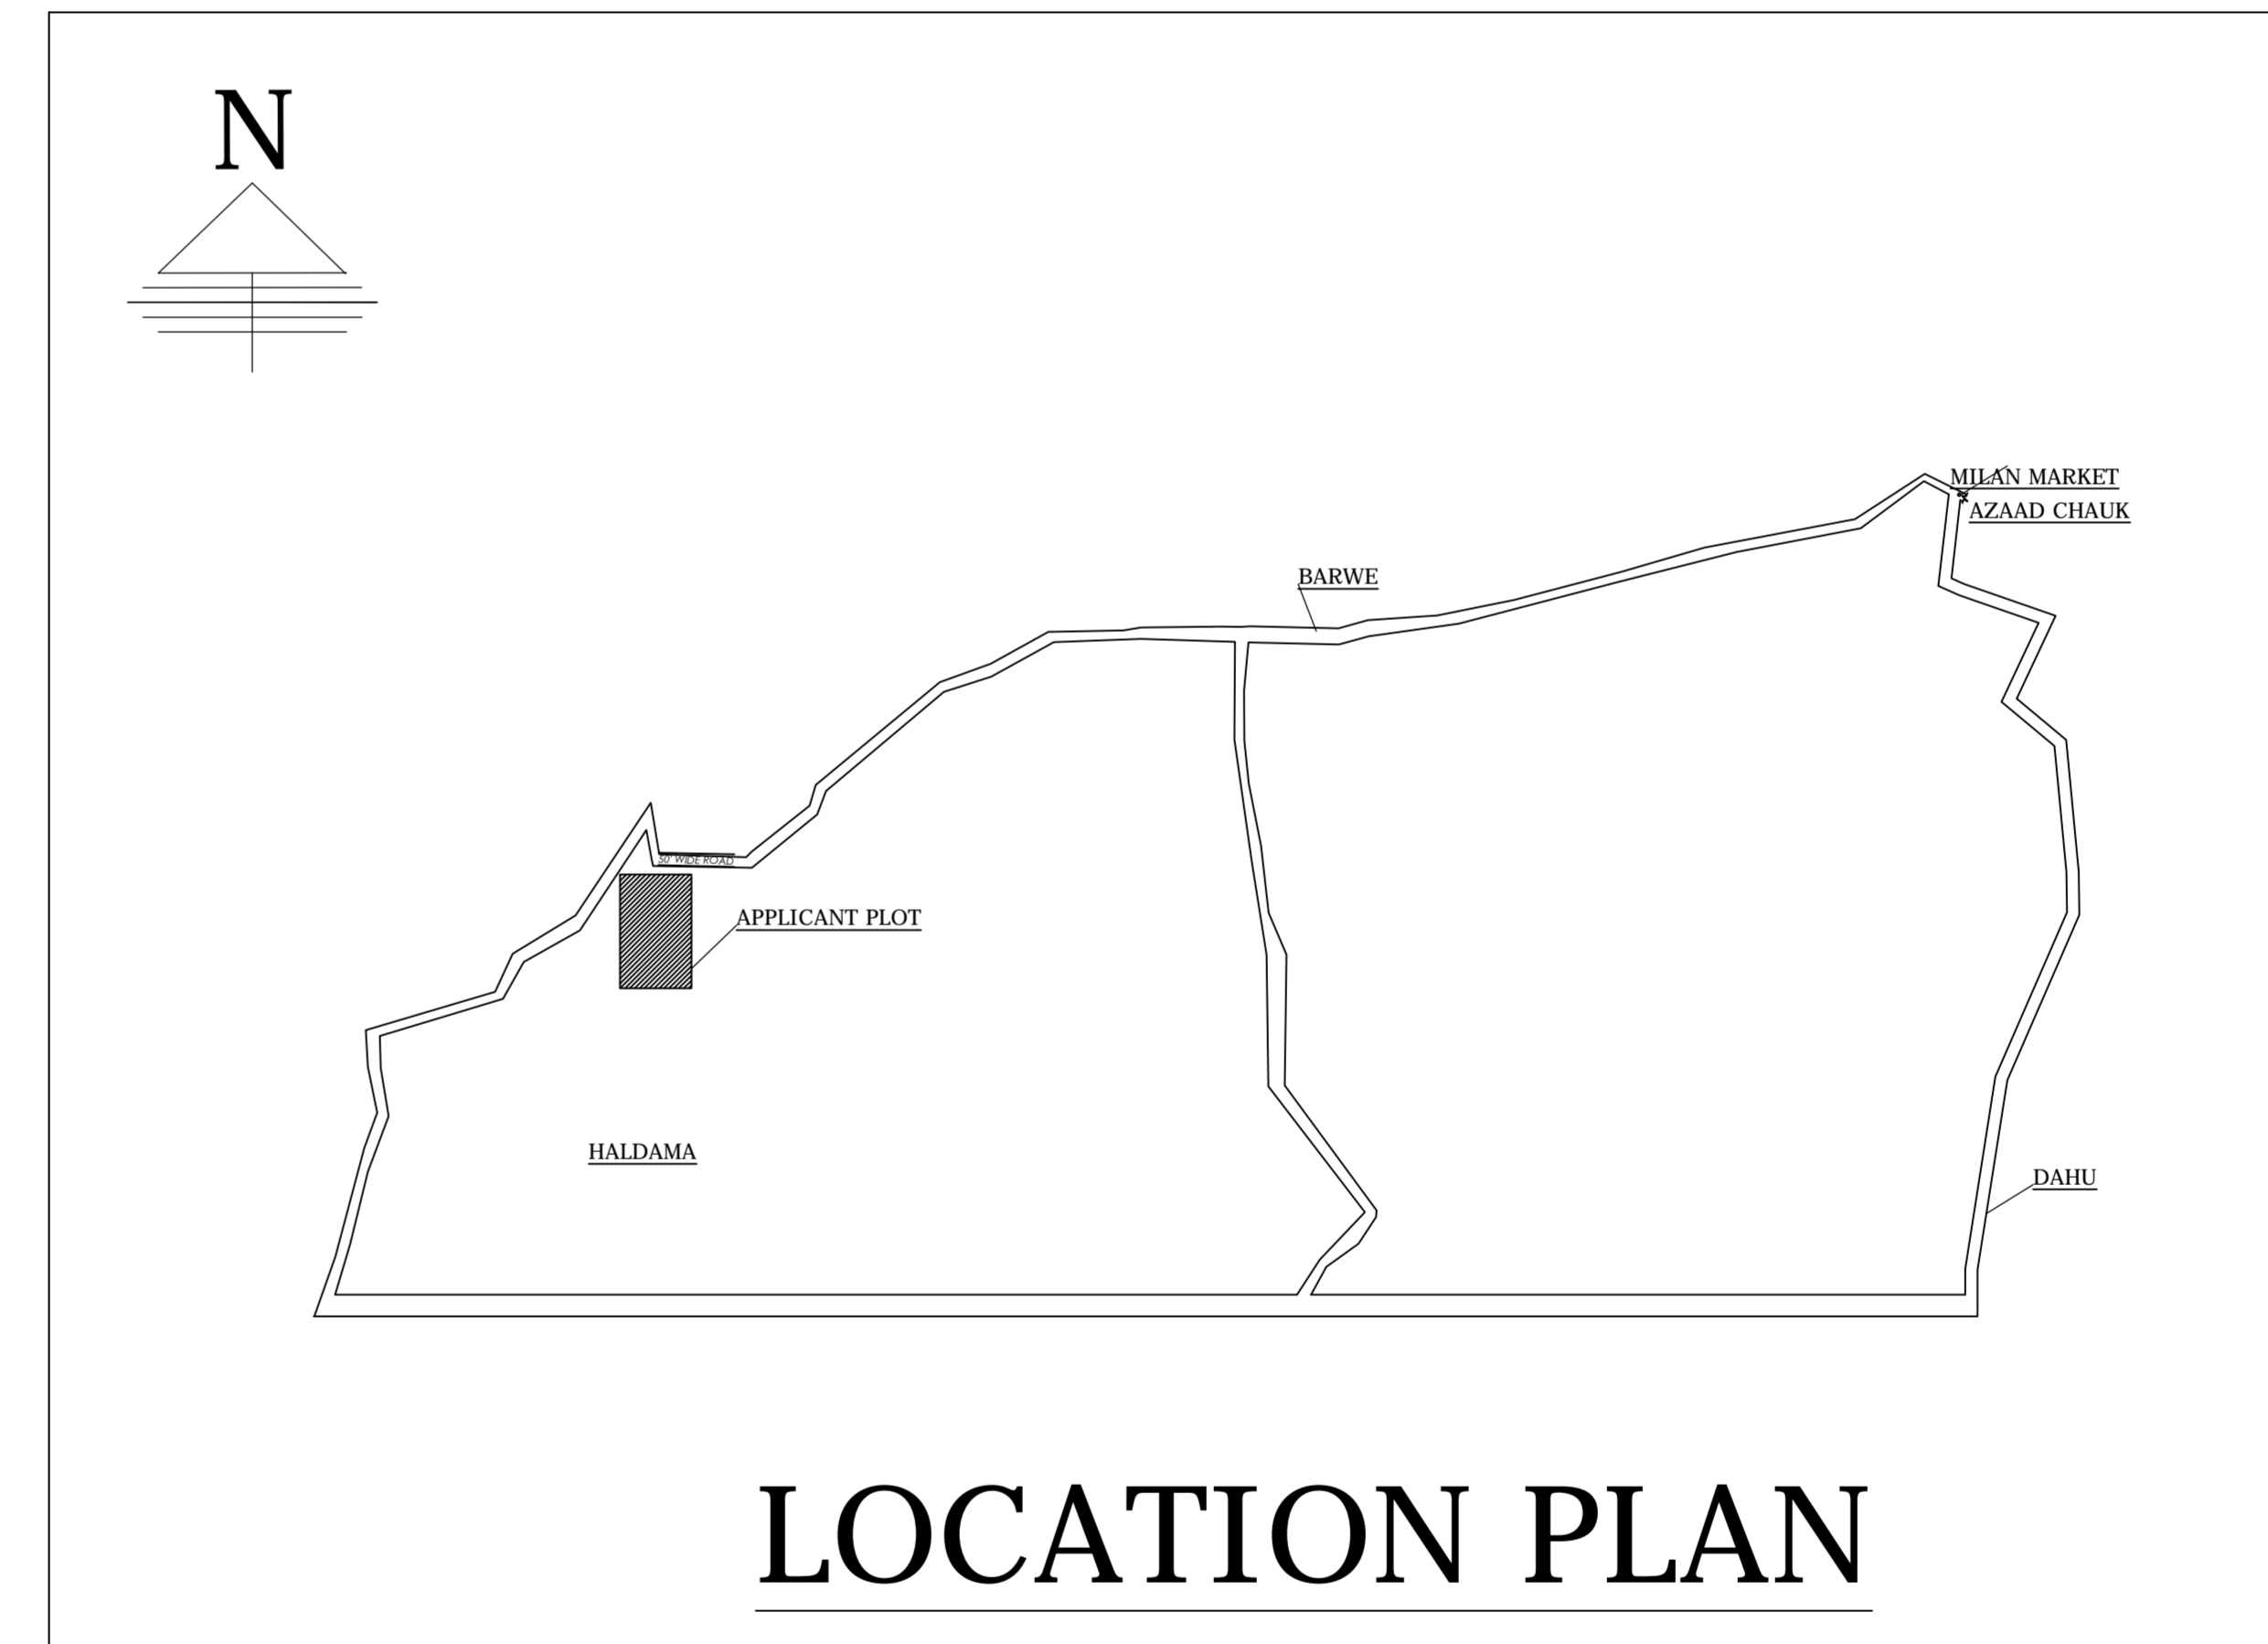 N
MILAN MARKET
AZAAD CHAUK
BARWE
50' WIDE ROAD
APPLICANT PLOT
HALDAMA
DAHU
LOCATION PLAN